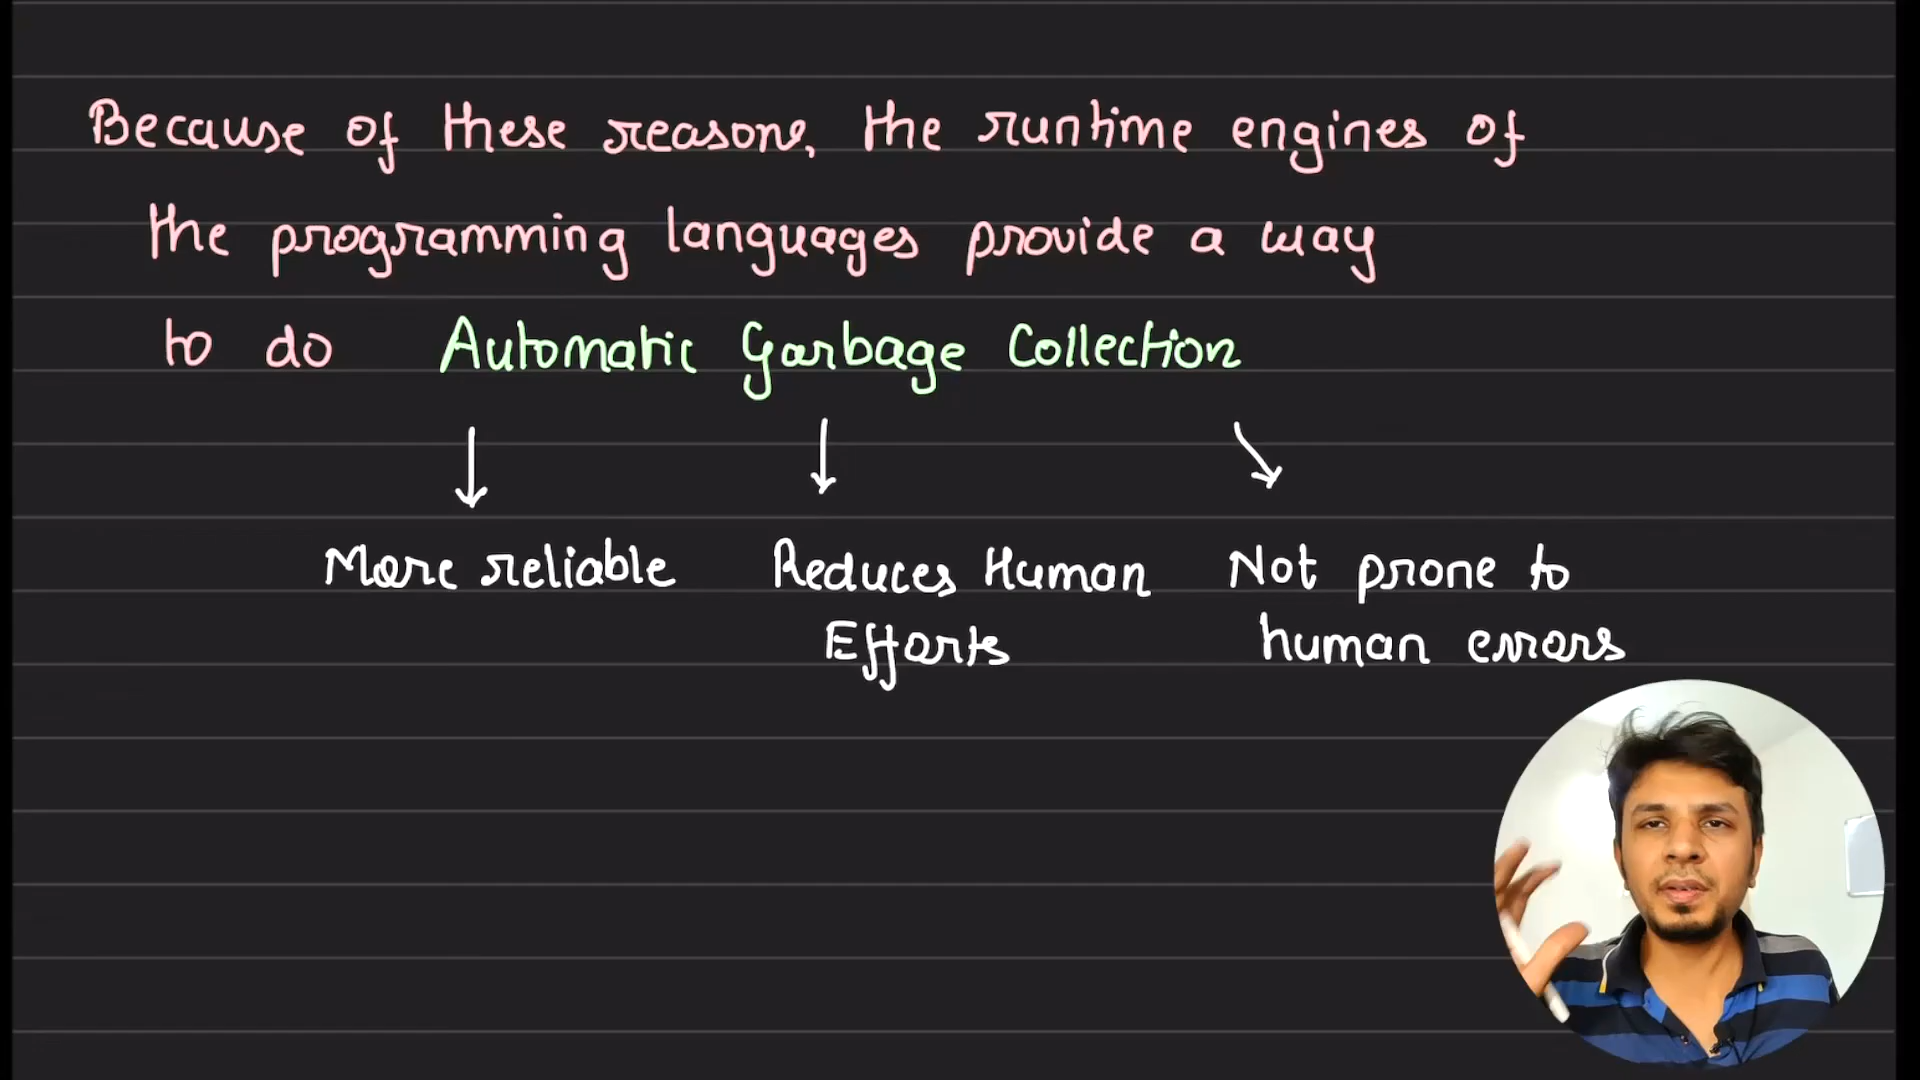 Because of these reasons, the runtime engines of
the programming languages provide a way
to do Automatic Garbage Collection
More reliable Reduces Human Not prone to
Efforts human errors